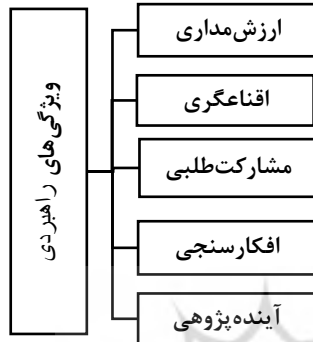 ویژگی‌های راهبردی
ارزش‌مداری
اقناعگری
مشارکت‌طلبی
افکارسنجی
آینده‌پژوهی